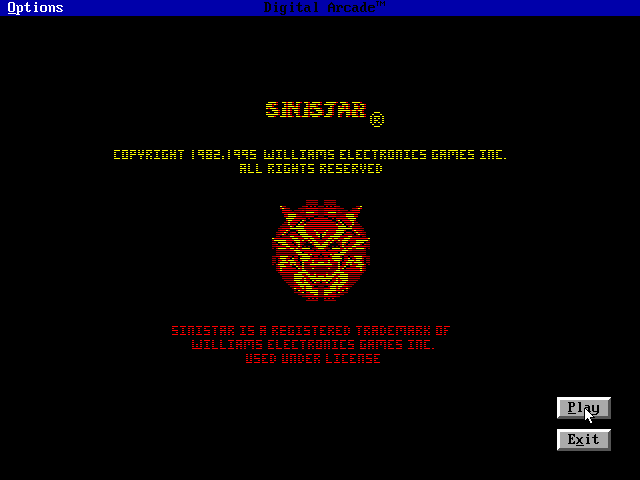 Options
Digital Arcade™
SINISTAR®
COPYRIGHT 1982,1995 WILLIAMS ELECTRONICS GAMES INC.
ALL RIGHTS RESERVED
SINISTAR IS A REGISTERED TRADEMARK OF
WILLIAMS ELECTRONICS GAMES INC.
USED UNDER LICENSE
Play
Exit